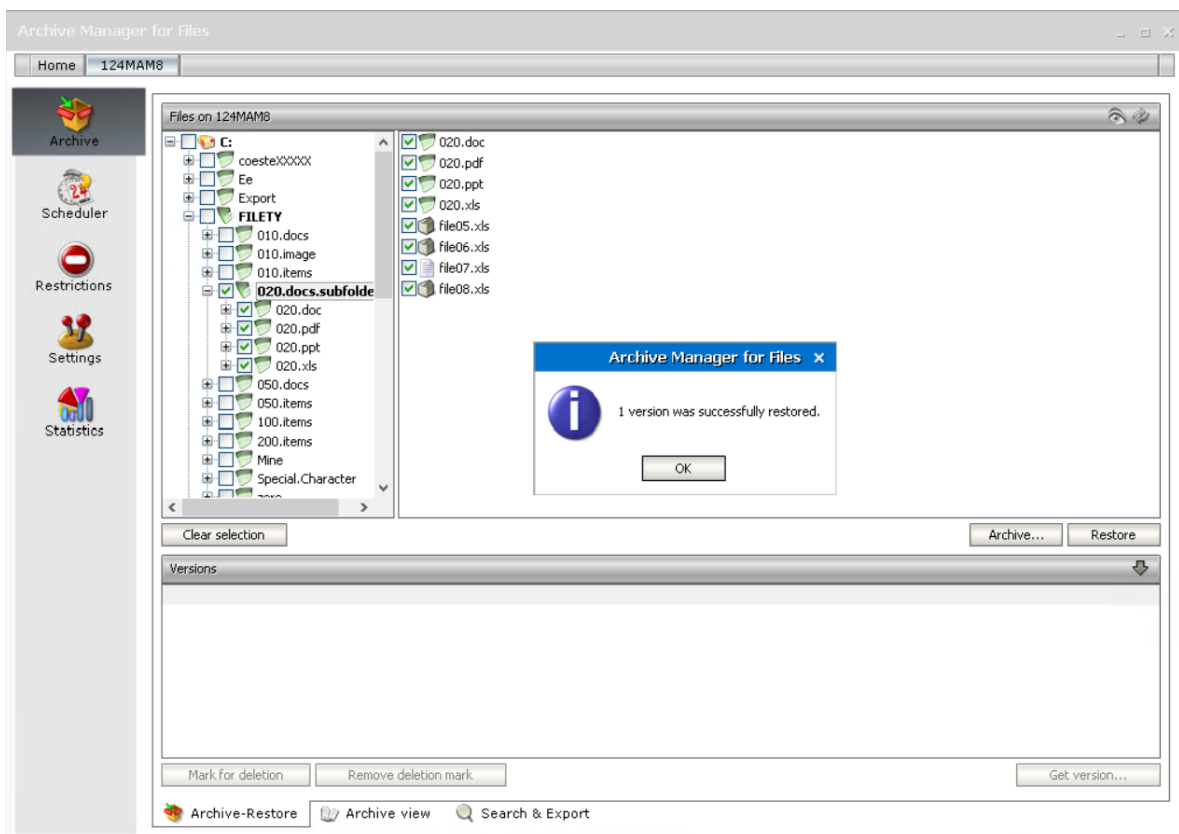 Archive Manager for Files
Home 124MAM8
Archive
Scheduler
Restrictions
Settings
Statistics
Files on 124MAM8
C:
coesteXXXXX
Ee
Export
FILETY
010.docs
010.image
010.items
020.docs.subfolde
020.doc
020.pdf
020.ppt
020.xls
050.docs
050.items
100.items
200.items
Mine
Special.Character
020.doc
020.pdf
020.ppt
020.xls
file05.xls
file06.xls
file07.xls
file08.xls
Archive Manager for Files
1 version was successfully restored.
OK
Clear selection Archive... Restore
Versions
Mark for deletion Remove deletion mark Get version...
Archive-Restore Archive view Search & Export